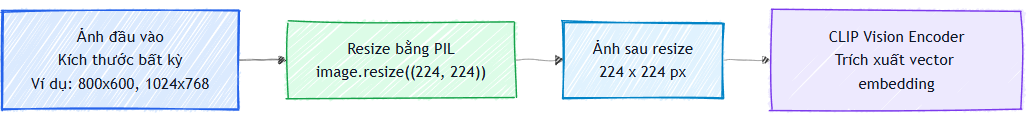 Ảnh đầu vào
Kích thước bất kỳ
Ví dụ: 800x600, 1024x768
Resize bằng PIL
image.resize((224, 224))
Ảnh sau resize
224 x 224 px
CLIP Vision Encoder
Trích xuất vector
embedding